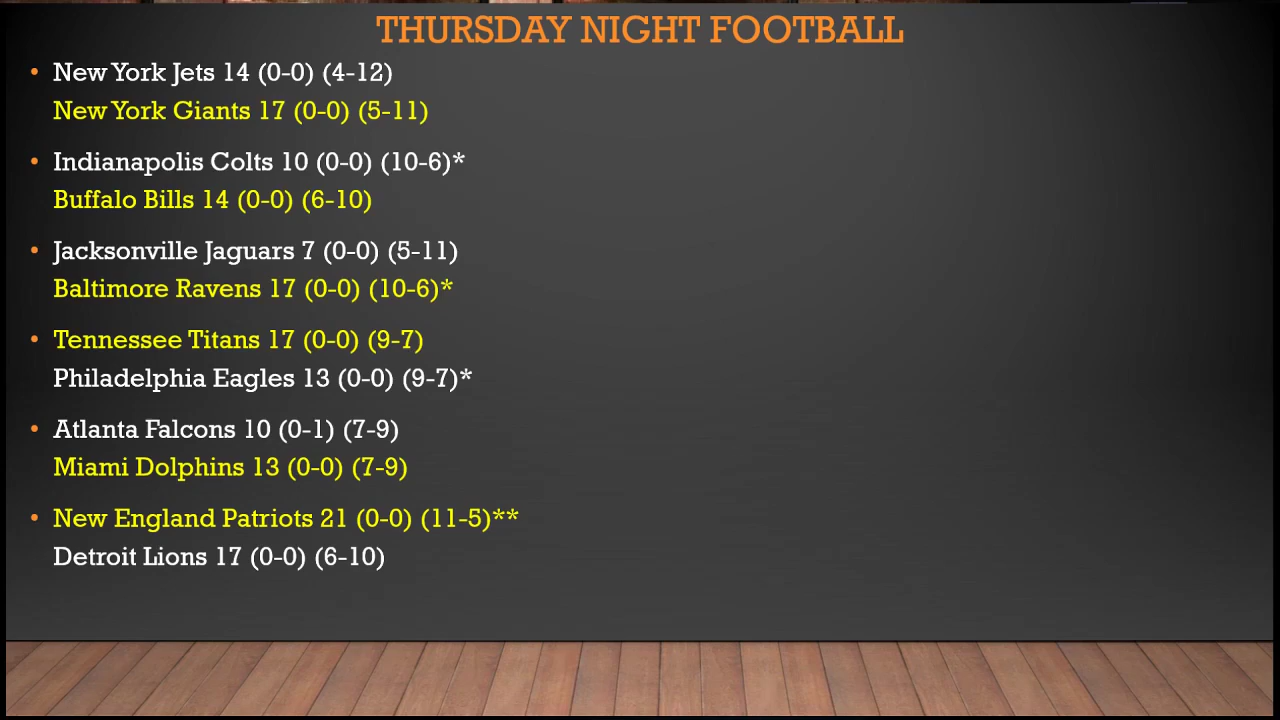 THURSDAY NIGHT FOOTBALL
• New York Jets 14 (0-0) (4-12)
New York Giants 17 (0-0) (5-11)
• Indianapolis Colts 10 (0-0) (10-6)*
Buffalo Bills 14 (0-0) (6-10)
• Jacksonville Jaguars 7 (0-0) (5-11)
Baltimore Ravens 17 (0-0) (10-6)*
• Tennessee Titans 17 (0-0) (9-7)
Philadelphia Eagles 13 (0-0) (9-7)*
• Atlanta Falcons 10 (0-1) (7-9)
Miami Dolphins 13 (0-0) (7-9)
• New England Patriots 21 (0-0) (11-5)**
Detroit Lions 17 (0-0) (6-10)